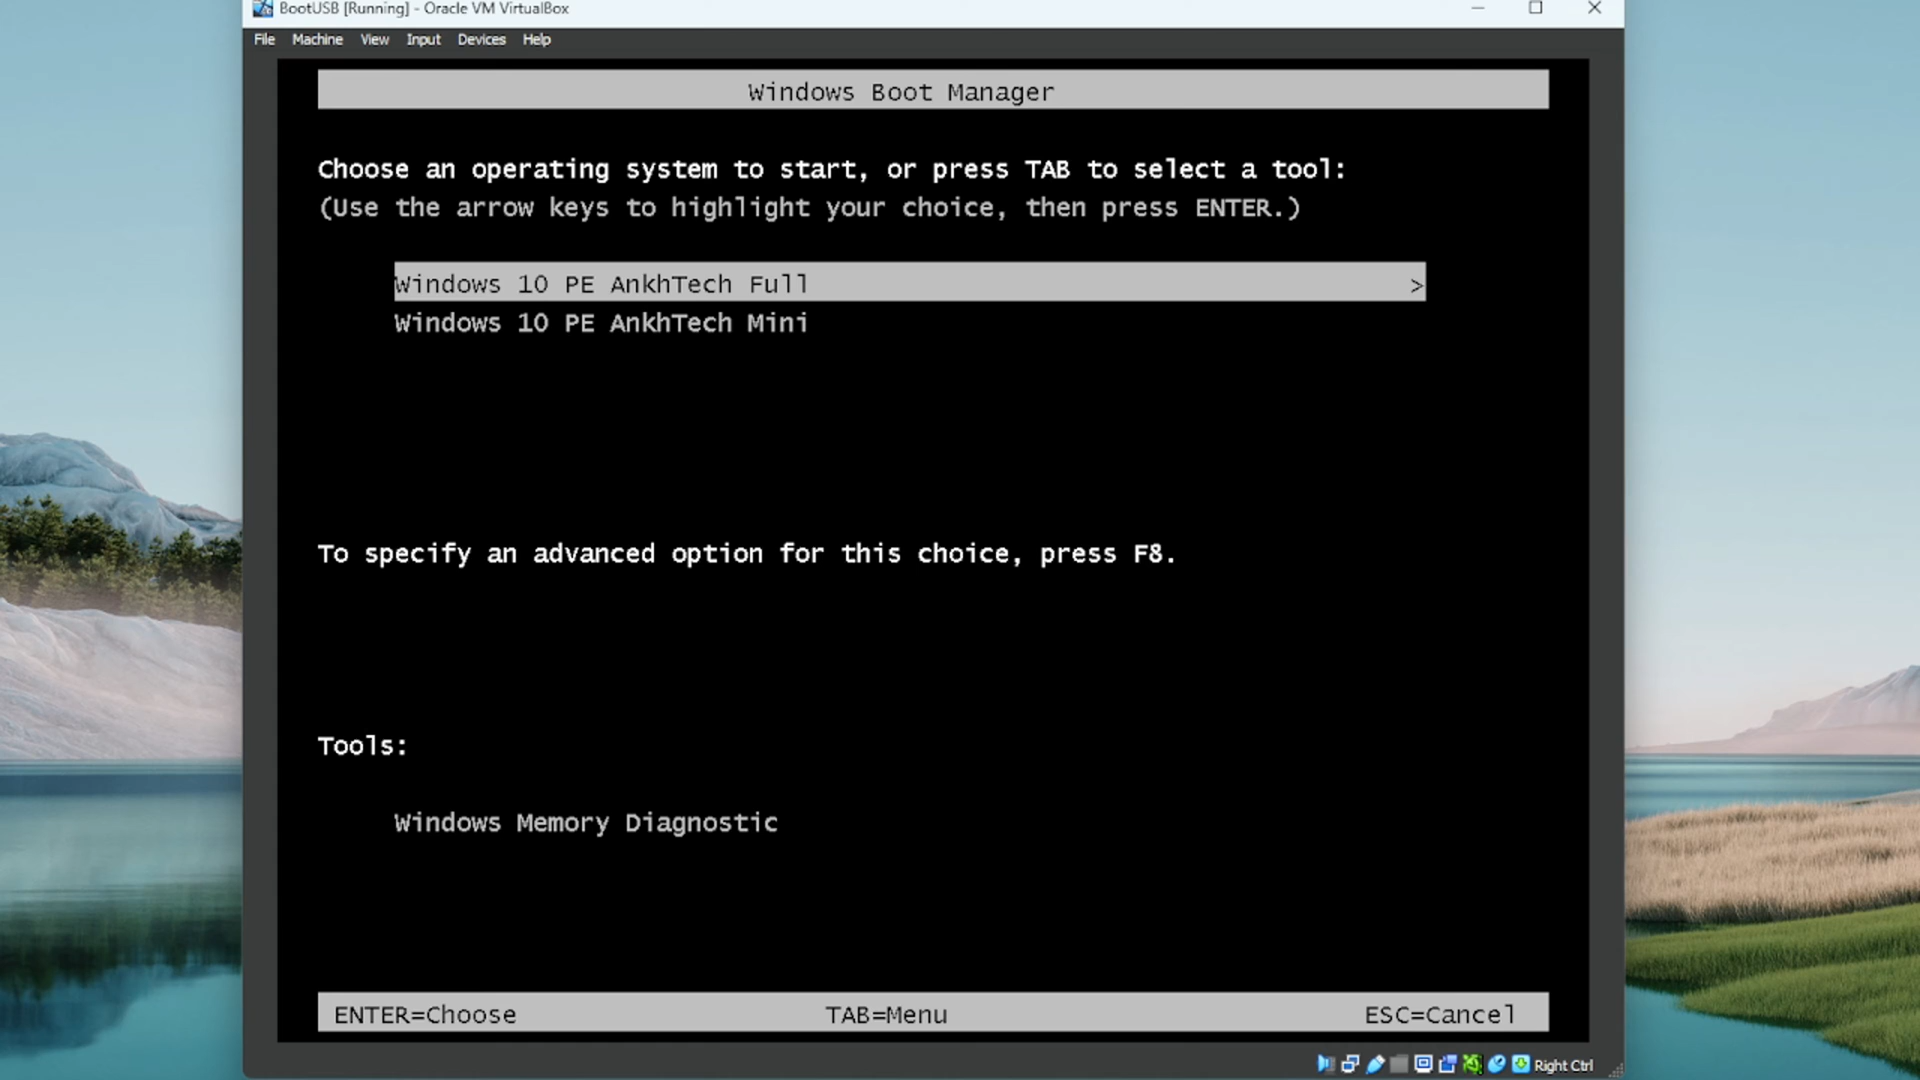 BootUSB [Running] - Oracle VM VirtualBox
File Machine View Input Devices Help
Windows Boot Manager
Choose an operating system to start, or press TAB to select a tool:
(Use the arrow keys to highlight your choice, then press ENTER.)
Windows 10 PE AnkhTech Full >
Windows 10 PE AnkhTech Mini
To specify an advanced option for this choice, press F8.
Tools:
Windows Memory Diagnostic
ENTER=Choose TAB=Menu ESC=Cancel
Right Ctrl